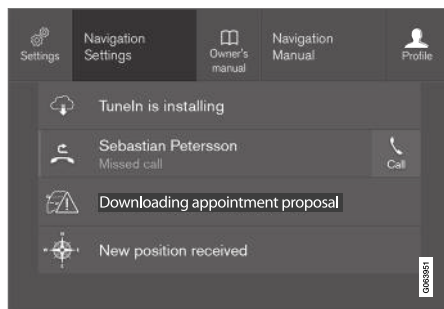 Navigation
Settings
Settings
Owner's
manual
Navigation
Manual
Profile
TuneIn is installing
Sebastian Petersson
Missed call
Call
Downloading appointment proposal
New position received
G063951